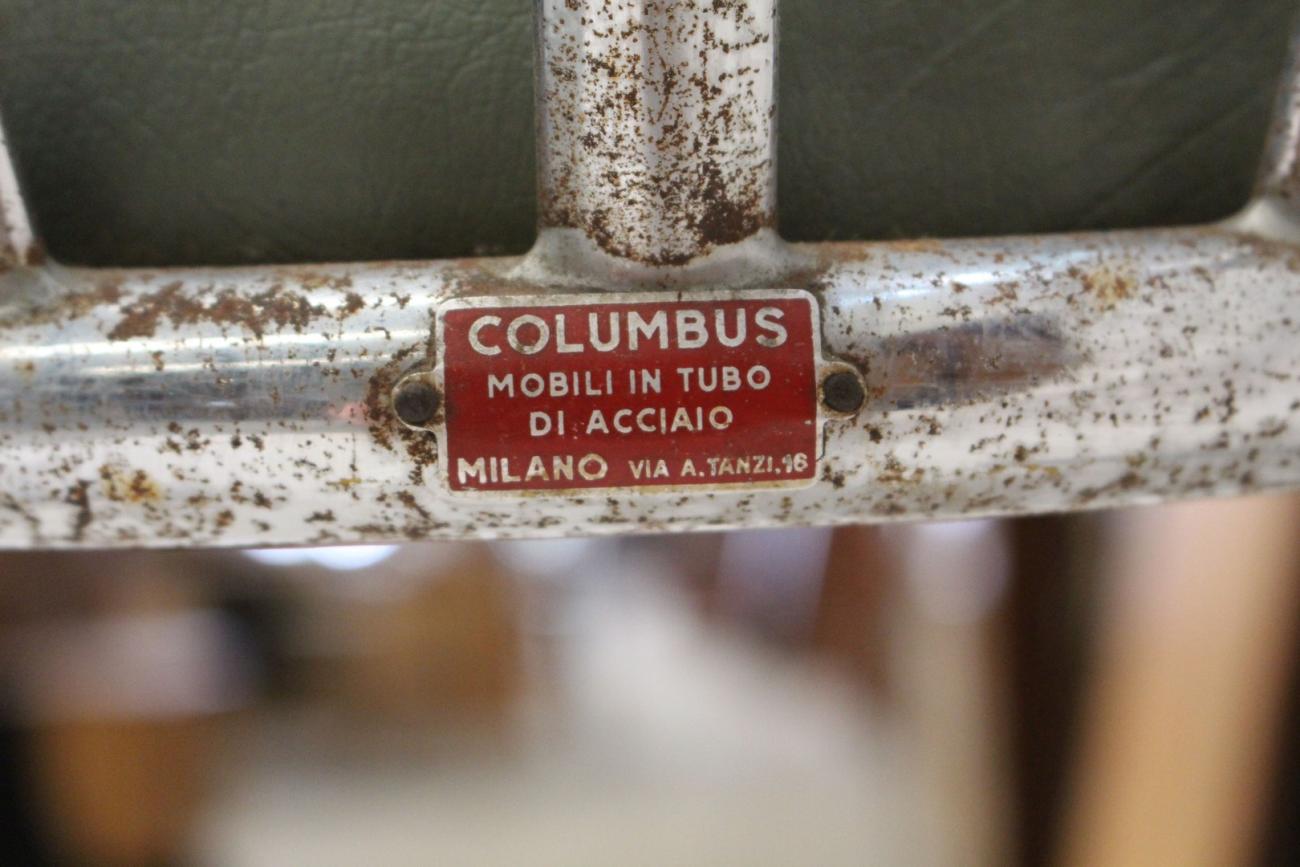 COLUMBUS
MOBILI IN TUBO
DI ACCIAIO
MILANO VIA A.TANZI,16